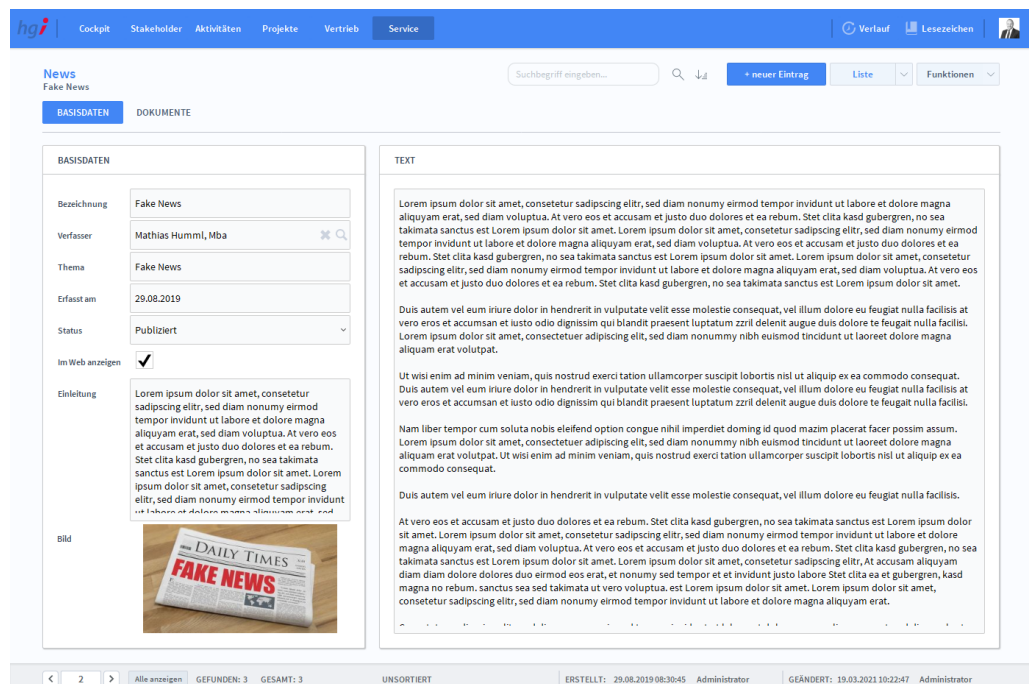 hgi Cockpit Stakeholder Aktivitäten Projekte Vertrieb Service Verlauf Lesezeichen
News
Fake News
Suchbegriff eingeben... + neuer Eintrag Liste Funktionen
BASISDATEN DOKUMENTE
BASISDATEN
Bezeichnung Fake News
Verfasser Mathias Humml, Mba
Thema Fake News
Erfasst am 29.08.2019
Status Publiziert
Im Web anzeigen
Einleitung
Lorem ipsum dolor sit amet, consetetur
sadipscing elitr, sed diam nonumy eirmod
tempor invidunt ut labore et dolore magna
aliquyam erat, sed diam voluptua. At vero eos
et accusam et justo duo dolores et ea rebum.
Stet clita kasd gubergren, no sea takimata
sanctus est Lorem ipsum dolor sit amet. Lorem
ipsum dolor sit amet, consetetur sadipscing
elitr, sed diam nonumy eirmod tempor invidunt
ut labore et dolore magna aliquyam erat, sed
Bild
DAILY TIMES
FAKE NEWS
TEXT
Lorem ipsum dolor sit amet, consetetur sadipscing elitr, sed diam nonumy eirmod tempor invidunt ut labore et dolore magna
aliquyam erat, sed diam voluptua. At vero eos et accusam et justo duo dolores et ea rebum. Stet clita kasd gubergren, no sea
takimata sanctus est Lorem ipsum dolor sit amet. Lorem ipsum dolor sit amet, consetetur sadipscing elitr, sed diam nonumy eirmod
tempor invidunt ut labore et dolore magna aliquyam erat, sed diam voluptua. At vero eos et accusam et justo duo dolores et ea
rebum. Stet clita kasd gubergren, no sea takimata sanctus est Lorem ipsum dolor sit amet. Lorem ipsum dolor sit amet, consetetur
sadipscing elitr, sed diam nonumy eirmod tempor invidunt ut labore et dolore magna aliquyam erat, sed diam voluptua. At vero eos
et accusam et justo duo dolores et ea rebum. Stet clita kasd gubergren, no sea takimata sanctus est Lorem ipsum dolor sit amet.
Duis autem vel eum iriure dolor in hendrerit in vulputate velit esse molestie consequat, vel illum dolore eu feugiat nulla facilisis at
vero eros et accumsan et iusto odio dignissim qui blandit praesent luptatum zzril delenit augue duis dolore te feugait nulla facilisi.
Lorem ipsum dolor sit amet, consectetuer adipiscing elit, sed diam nonummy nibh euismod tincidunt ut laoreet dolore magna
aliquam erat volutpat.
Ut wisi enim ad minim veniam, quis nostrud exerci tation ullamcorper suscipit lobortis nisl ut aliquip ex ea commodo consequat.
Duis autem vel eum iriure dolor in hendrerit in vulputate velit esse molestie consequat, vel illum dolore eu feugiat nulla facilisis at
vero eros et accumsan et iusto odio dignissim qui blandit praesent luptatum zzril delenit augue duis dolore te feugait nulla facilisi.
Nam liber tempor cum soluta nobis eleifend option congue nihil imperdiet doming id quod mazim placerat facer possim assum.
Lorem ipsum dolor sit amet, consectetuer adipiscing elit, sed diam nonummy nibh euismod tincidunt ut laoreet dolore magna
aliquam erat volutpat. Ut wisi enim ad minim veniam, quis nostrud exerci tation ullamcorper suscipit lobortis nisl ut aliquip ex ea
commodo consequat.
Duis autem vel eum iriure dolor in hendrerit in vulputate velit esse molestie consequat, vel illum dolore eu feugiat nulla facilisis.
At vero eos et accusam et justo duo dolores et ea rebum. Stet clita kasd gubergren, no sea takimata sanctus est Lorem ipsum dolor
sit amet. Lorem ipsum dolor sit amet, consetetur sadipscing elitr, sed diam nonumy eirmod tempor invidunt ut labore et dolore
magna aliquyam erat, sed diam voluptua. At vero eos et accusam et justo duo dolores et ea rebum. Stet clita kasd gubergren, no sea
takimata sanctus est Lorem ipsum dolor sit amet. Lorem ipsum dolor sit amet, consetetur sadipscing elitr, At accusam aliquyam
diam diam dolore dolores duo eirmod eos erat, et nonumy sed tempor et et invidunt justo labore Stet clita ea et gubergren, kasd
magna no rebum. sanctus sea sed takimata ut vero voluptua. est Lorem ipsum dolor sit amet. Lorem ipsum dolor sit amet,
consetetur sadipscing elitr, sed diam nonumy eirmod tempor invidunt ut labore et dolore magna aliquyam erat.
2 Alle anzeigen GEFUNDEN: 3 GESAMT: 3 UNSORTIERT ERSTELLT: 29.08.2019 08:30:45 Administrator GEÄNDERT: 19.03.2021 10:22:47 Administrator